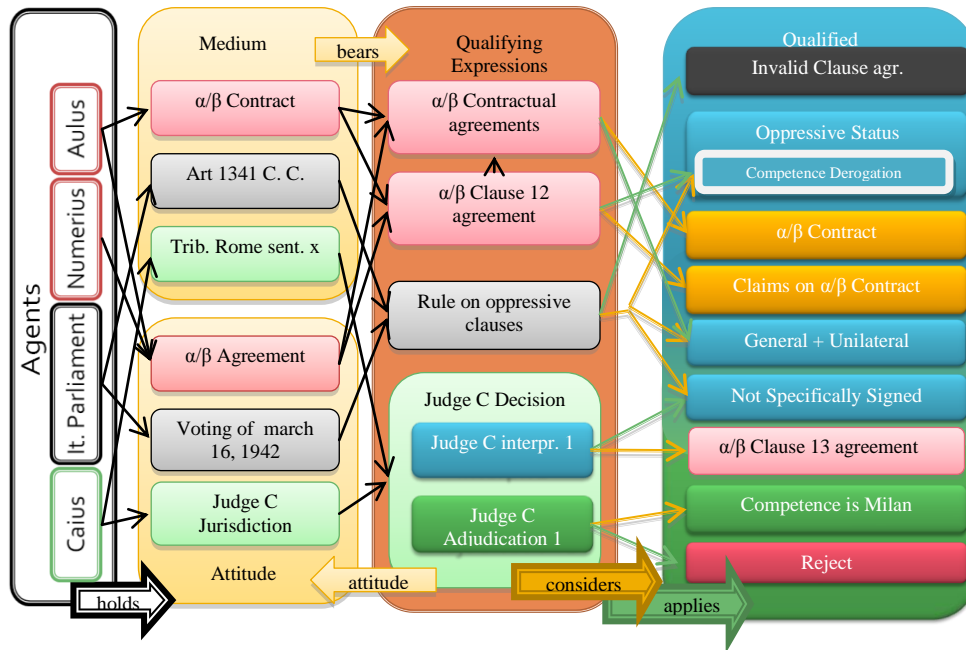 Agents
Aulus
Numerius
It. Parliament
Caius
holds
Medium
α/β Contract
Art 1341 C. C.
Trib. Rome sent. x
α/β Agreement
Voting of march
16, 1942
Judge C
Jurisdiction
Attitude
bears
attitude
Qualifying
Expressions
α/β Contractual
agreements
α/β Clause 12
agreement
Rule on oppressive
clauses
Judge C Decision
Judge C interpr. 1
Judge C
Adjudication 1
considers
applies
Qualified
Invalid Clause agr.
Oppressive Status
Competence Derogation
α/β Contract
Claims on α/β Contract
General + Unilateral
Not Specifically Signed
α/β Clause 13 agreement
Competence is Milan
Reject